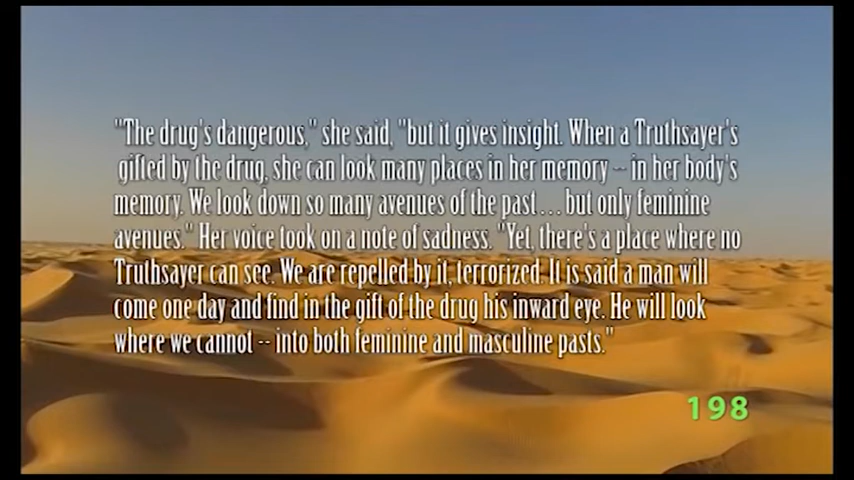 "The drug's dangerous," she said, "but it gives insight. When a Truthsayer's
gifted by the drug, she can look many places in her memory -- in her body's
memory. We look down so many avenues of the past . . . but only feminine
avenues." Her voice took on a note of sadness. "Yet, there's a place where no
Truthsayer can see. We are repelled by it, terrorized. It is said a man will
come one day and find in the gift of the drug his inward eye. He will look
where we cannot -- into both feminine and masculine pasts."
198